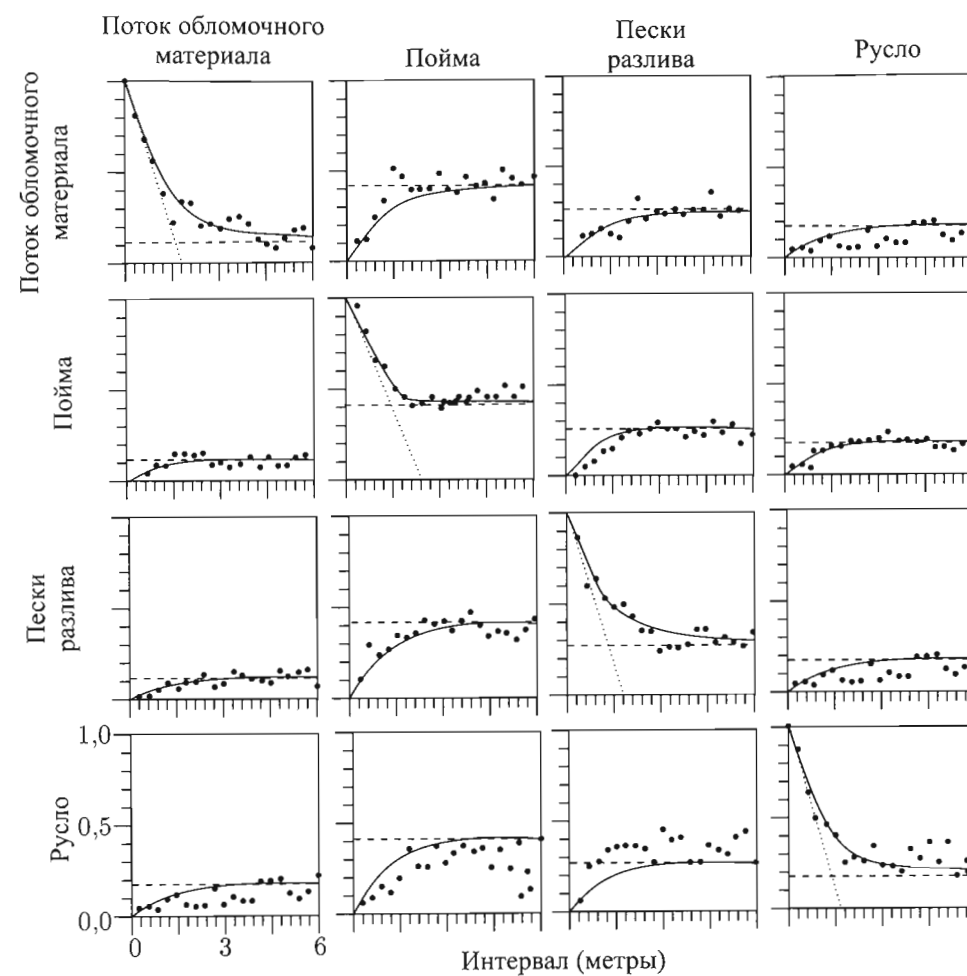 Поток обломочного
материала
Пойма
Пески
разлива
Русло
Поток обломочного
материала
Пойма
Пески
разлива
Русло
1,0
0,5
0,0
0 3 6
Интервал (метры)